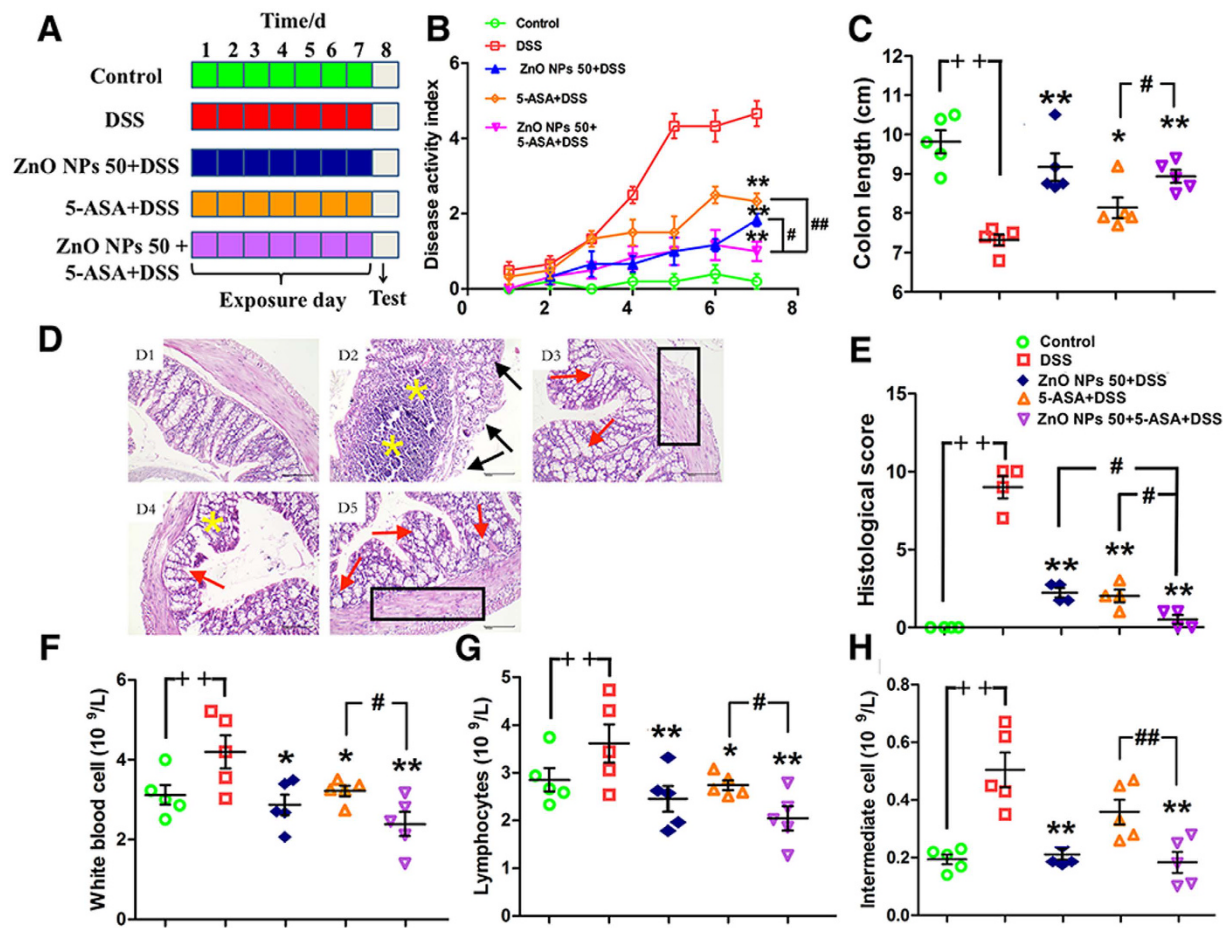 A
Time/d
1 2 3 4 5 6 7 8
Control
DSS
ZnO NPs 50+DSS
5-ASA+DSS
ZnO NPs 50 +
5-ASA+DSS
Exposure day
Test
B
Control
DSS
ZnO NPs 50+DSS
5-ASA+DSS
ZnO NPs 50+
5-ASA+DSS
Disease activity index
6
4
2
0
0 2 4 6 8
**
**
**
#
##
C
Colon length (cm)
12
11
10
9
8
7
6
++
**
*
#
**
D
D1
D2
*
*
D3
D4
*
D5
E
Control
DSS
ZnO NPs 50+DSS
5-ASA+DSS
ZnO NPs 50+5-ASA+DSS
Histological score
15
10
5
0
++
#
#
**
**
**
F
White blood cell (10 9/L)
6
4
2
0
++
*
*
#
**
G
Lymphocytes (10 9/L)
5
4
3
2
1
0
++
**
*
#
**
H
Intermediate cell (10 9/L)
0.8
0.6
0.4
0.2
0.0
++
**
##
**